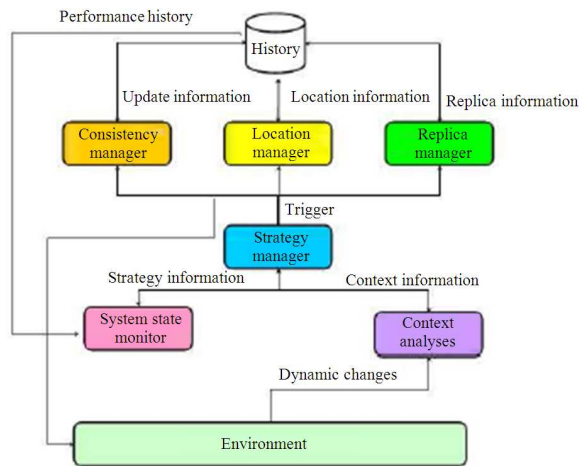 Performance history
History
Update information
Location information
Replica information
Consistency
manager
Location
manager
Replica
manager
Trigger
Strategy
manager
Strategy information
Context information
System state
monitor
Context
analyses
Dynamic changes
Environment